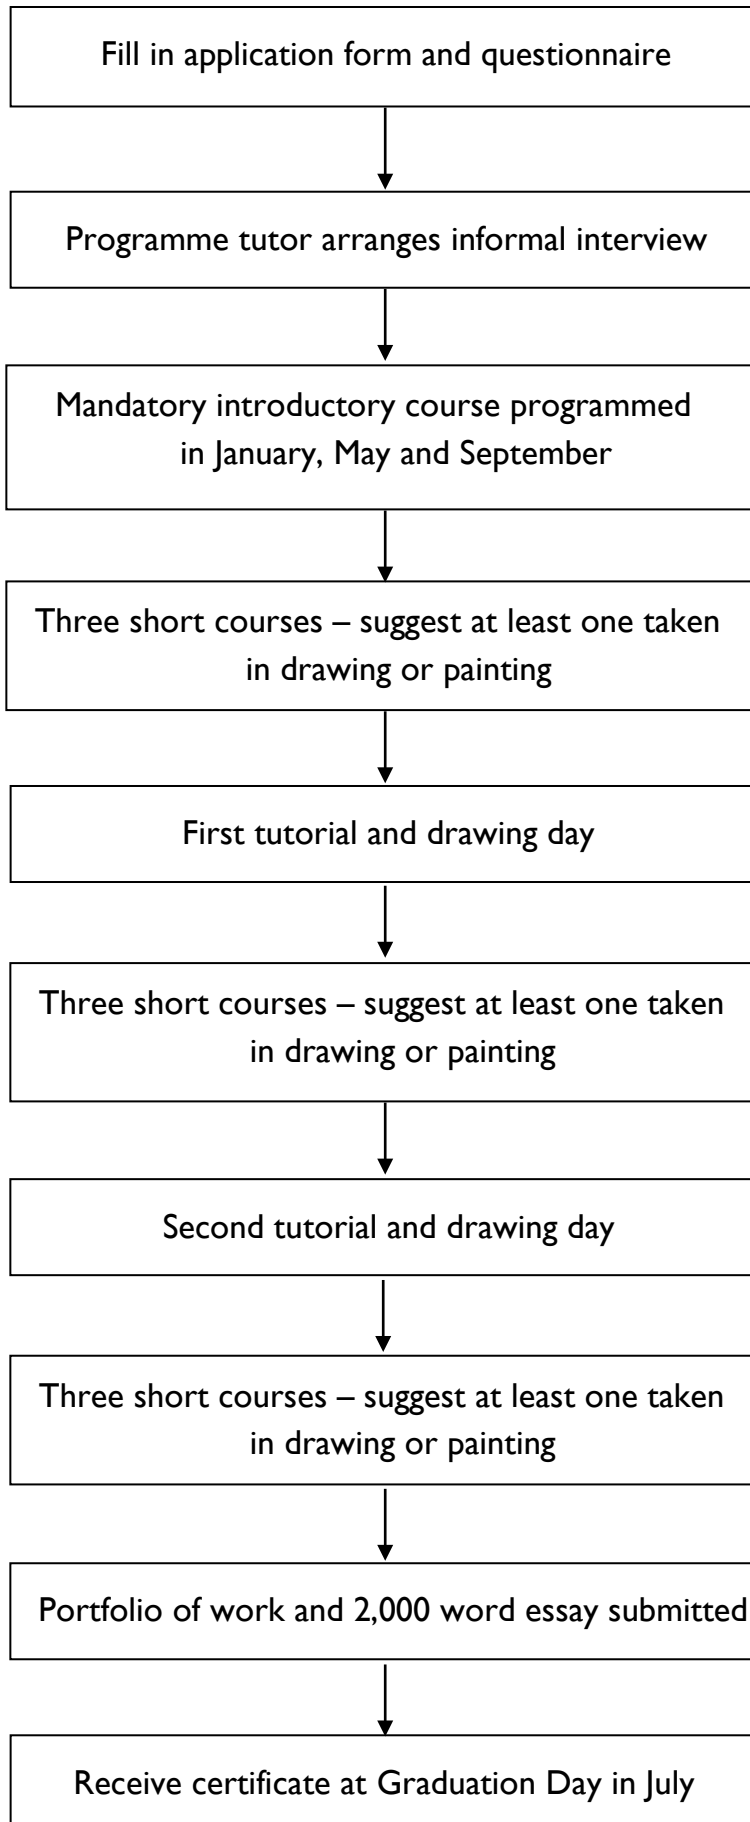 Fill in application form and questionnaire
Programme tutor arranges informal interview
Mandatory introductory course programmed
in January, May and September
Three short courses – suggest at least one taken
in drawing or painting
First tutorial and drawing day
Three short courses – suggest at least one taken
in drawing or painting
Second tutorial and drawing day
Three short courses – suggest at least one taken
in drawing or painting
Portfolio of work and 2,000 word essay submitted
Receive certificate at Graduation Day in July